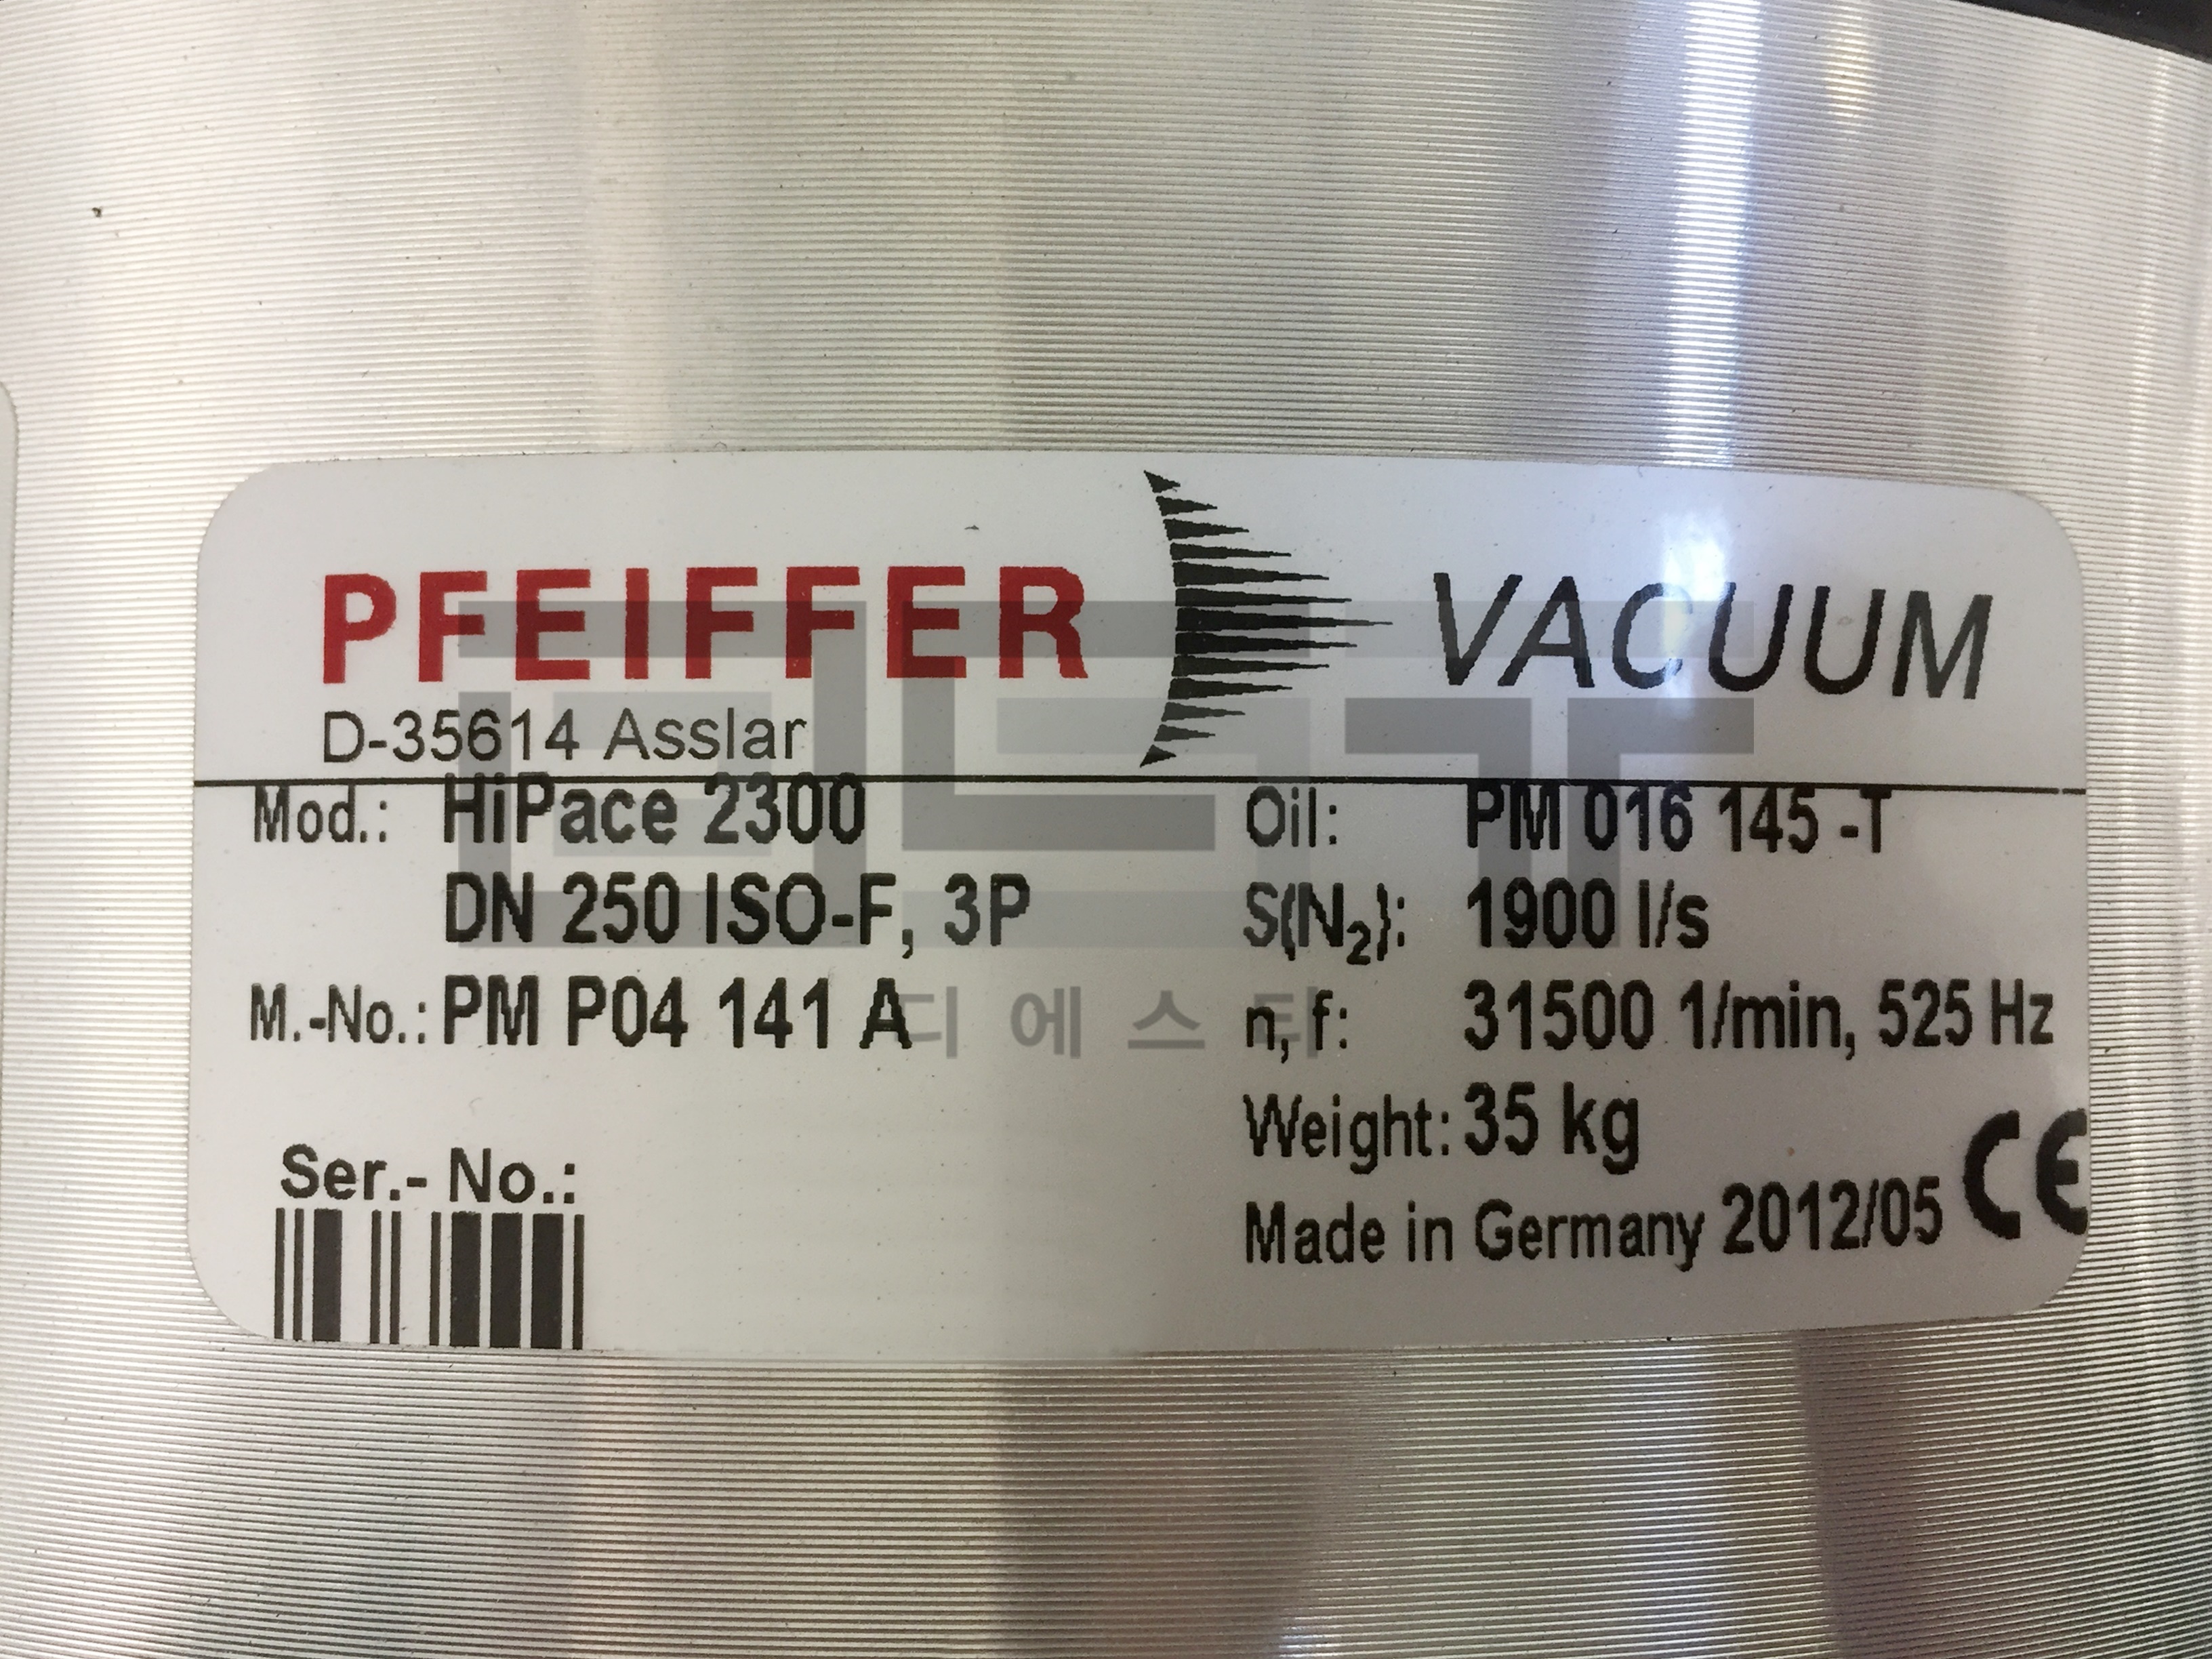 PFEIFFER VACUUM
D-35614 Asslar
Mod.: HiPace 2300
DN 250 ISO-F, 3P
M.-No.: PM P04 141 A
Ser.- No.:
Oil: PM 016 145 -T
S(N₂): 1900 l/s
n, f: 31500 1/min, 525 Hz
Weight: 35 kg
Made in Germany 2012/05 CE
디에스티